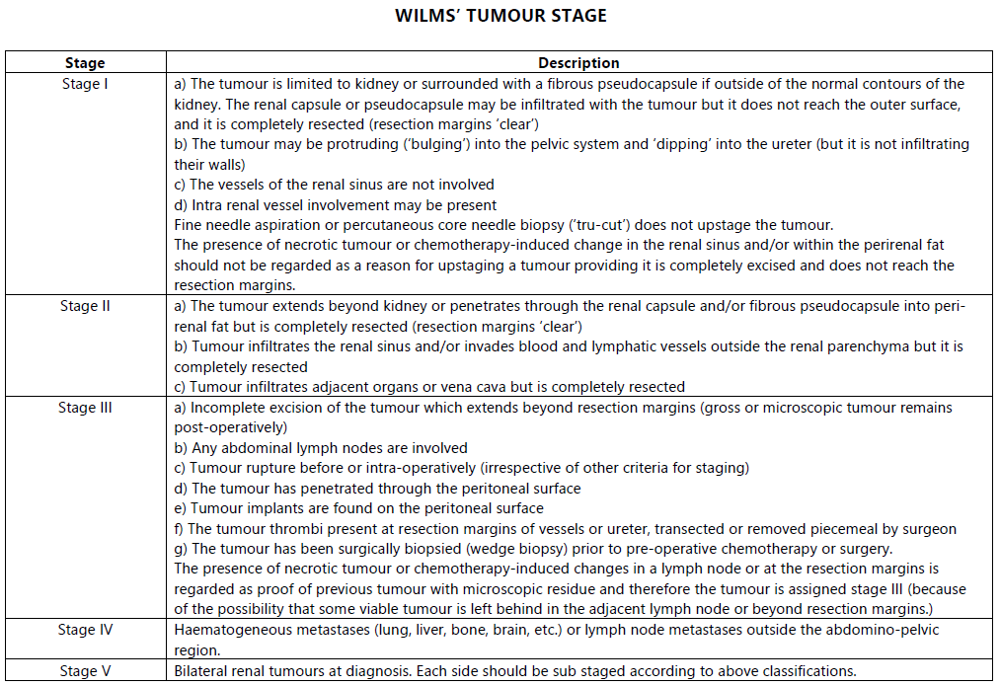 WILMS' TUMOUR STAGE
Stage Description
Stage I
a) The tumour is limited to kidney or surrounded with a fibrous pseudocapsule if outside of the normal contours of the
kidney. The renal capsule or pseudocapsule may be infiltrated with the tumour but it does not reach the outer surface,
and it is completely resected (resection margins ‘clear’)
b) The tumour may be protruding (‘bulging’) into the pelvic system and ‘dipping’ into the ureter (but it is not infiltrating
their walls)
c) The vessels of the renal sinus are not involved
d) Intra renal vessel involvement may be present
Fine needle aspiration or percutaneous core needle biopsy (‘tru-cut’) does not upstage the tumour.
The presence of necrotic tumour or chemotherapy-induced change in the renal sinus and/or within the perirenal fat
should not be regarded as a reason for upstaging a tumour providing it is completely excised and does not reach the
resection margins.
Stage II
a) The tumour extends beyond kidney or penetrates through the renal capsule and/or fibrous pseudocapsule into peri-
renal fat but is completely resected (resection margins ‘clear’)
b) Tumour infiltrates the renal sinus and/or invades blood and lymphatic vessels outside the renal parenchyma but it is
completely resected
c) Tumour infiltrates adjacent organs or vena cava but is completely resected
Stage III
a) Incomplete excision of the tumour which extends beyond resection margins (gross or microscopic tumour remains
post-operatively)
b) Any abdominal lymph nodes are involved
c) Tumour rupture before or intra-operatively (irrespective of other criteria for staging)
d) The tumour has penetrated through the peritoneal surface
e) Tumour implants are found on the peritoneal surface
f) The tumour thrombi present at resection margins of vessels or ureter, transected or removed piecemeal by surgeon
g) The tumour has been surgically biopsied (wedge biopsy) prior to pre-operative chemotherapy or surgery.
The presence of necrotic tumour or chemotherapy-induced changes in a lymph node or at the resection margins is
regarded as proof of previous tumour with microscopic residue and therefore the tumour is assigned stage III (because
of the possibility that some viable tumour is left behind in the adjacent lymph node or beyond resection margins.)
Stage IV
Haematogeneous metastases (lung, liver, bone, brain, etc.) or lymph node metastases outside the abdomino-pelvic
region.
Stage V
Bilateral renal tumours at diagnosis. Each side should be sub staged according to above classifications.